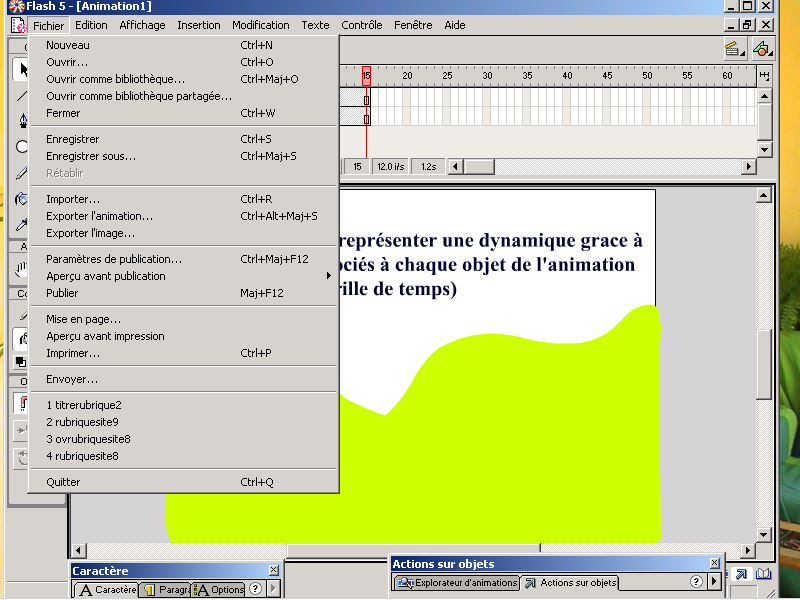 Flash 5 - [Animation1]
Fichier Edition Affichage Insertion Modification Texte Contrôle Fenêtre Aide
Nouveau Ctrl+N
Ouvrir... Ctrl+O
Ouvrir comme bibliothèque... Ctrl+Maj+O
Ouvrir comme bibliothèque partagée...
Fermer Ctrl+W
Enregistrer Ctrl+S
Enregistrer sous... Ctrl+Maj+S
Rétablir
Importer... Ctrl+R
Exporter l'animation... Ctrl+Alt+Maj+S
Exporter l'image...
Paramètres de publication... Ctrl+Maj+F12
Aperçu avant publication
Publier Maj+F12
Mise en page...
Aperçu avant impression
Imprimer... Ctrl+P
Envoyer...
1 titrerubrique2
2 rubriquesite9
3 ovrubriquesite8
4 rubriquesite8
Quitter Ctrl+Q
15 20 25 30 35 40 45 50 55 60
15 12.0 i/s 1.2s
représenter une dynamique grace à
ociés à chaque objet de l'animation
rille de temps)
Caractère
Caractère Paragra Options ?
Actions sur objets
Explorateur d'animations Actions sur objets ?